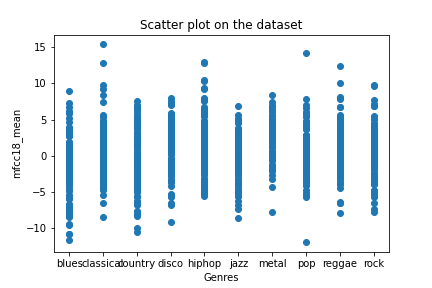 Scatter plot on the dataset
15
10
5
0
−5
−10
mfcc18_mean
blues classical country disco hiphop jazz metal pop reggae rock
Genres